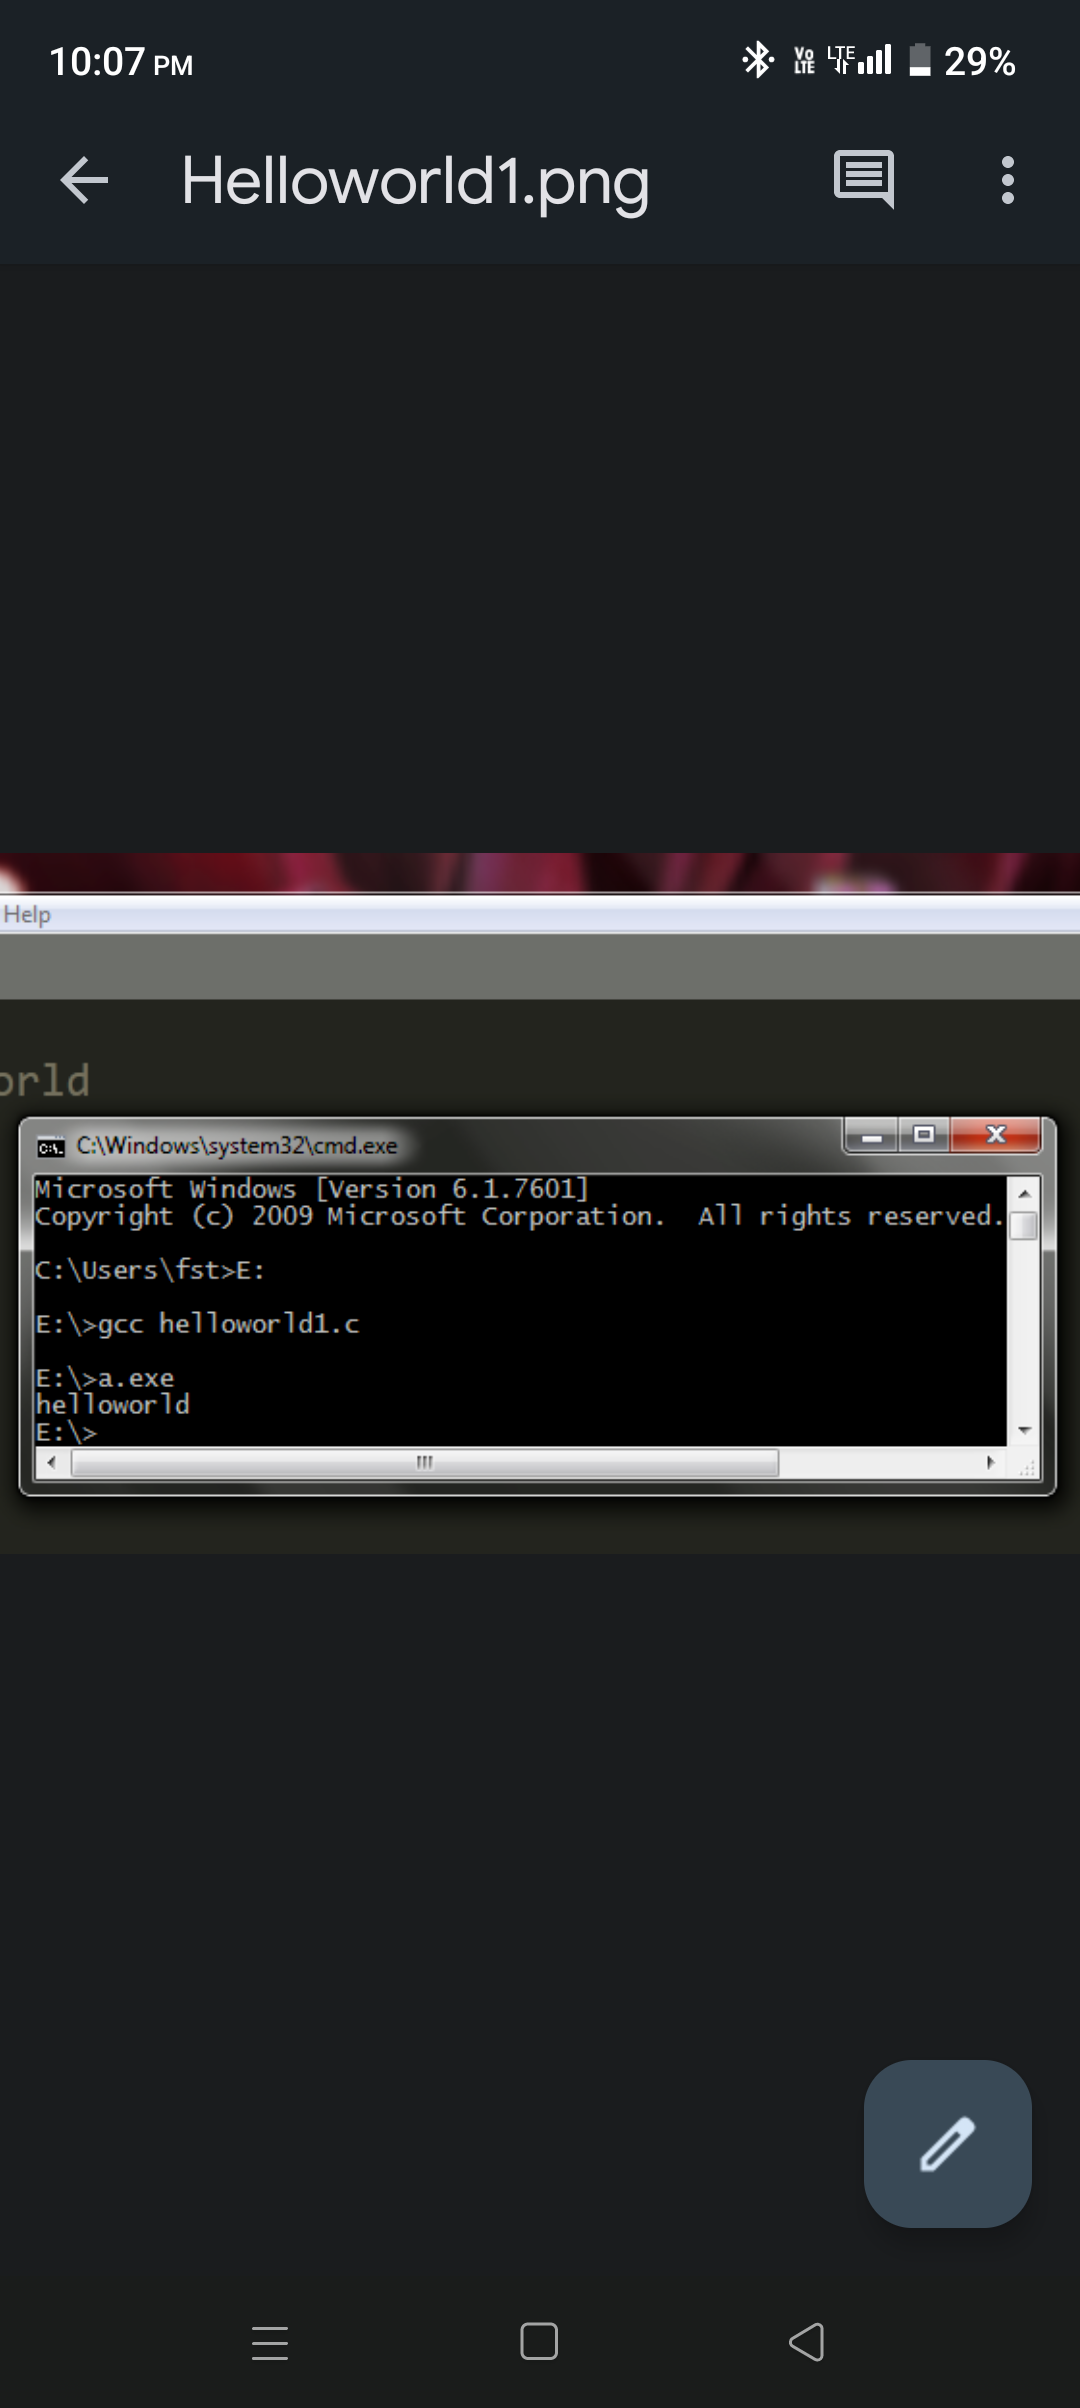 10:07 PM Vo LTE LTE 29%
Helloworld1.png
Help
orld
C:\Windows\system32\cmd.exe
Microsoft Windows [Version 6.1.7601]
Copyright (c) 2009 Microsoft Corporation.  All rights reserved.
C:\Users\fst>E:
E:\>gcc helloworld1.c
E:\>a.exe
helloworld
E:\>